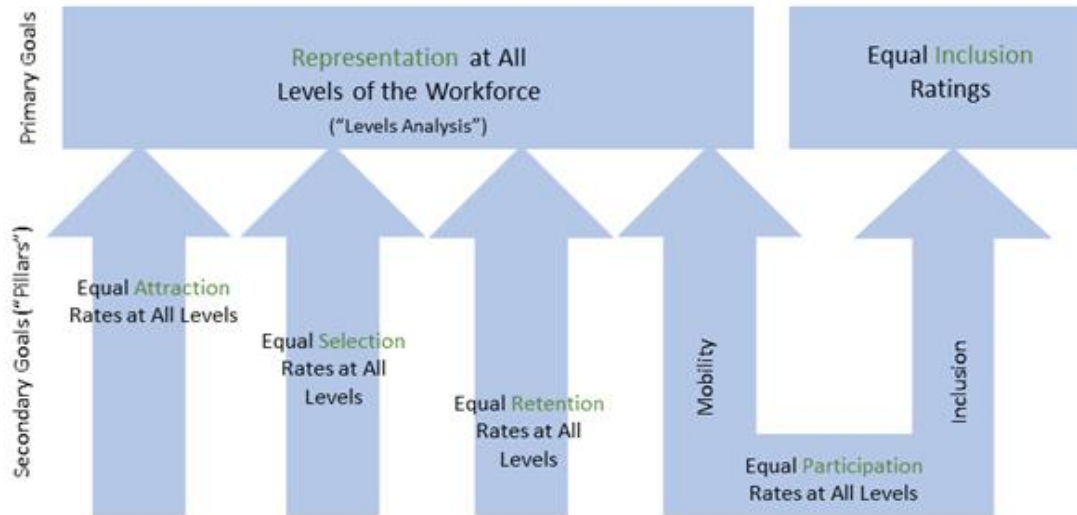 Primary Goals
Representation at All
Levels of the Workforce
("Levels Analysis")
Equal Inclusion
Ratings
Secondary Goals ("Pillars")
Equal Attraction
Rates at All Levels
Equal Selection
Rates at All
Levels
Equal Retention
Rates at All
Levels
Mobility
Inclusion
Equal Participation
Rates at All Levels